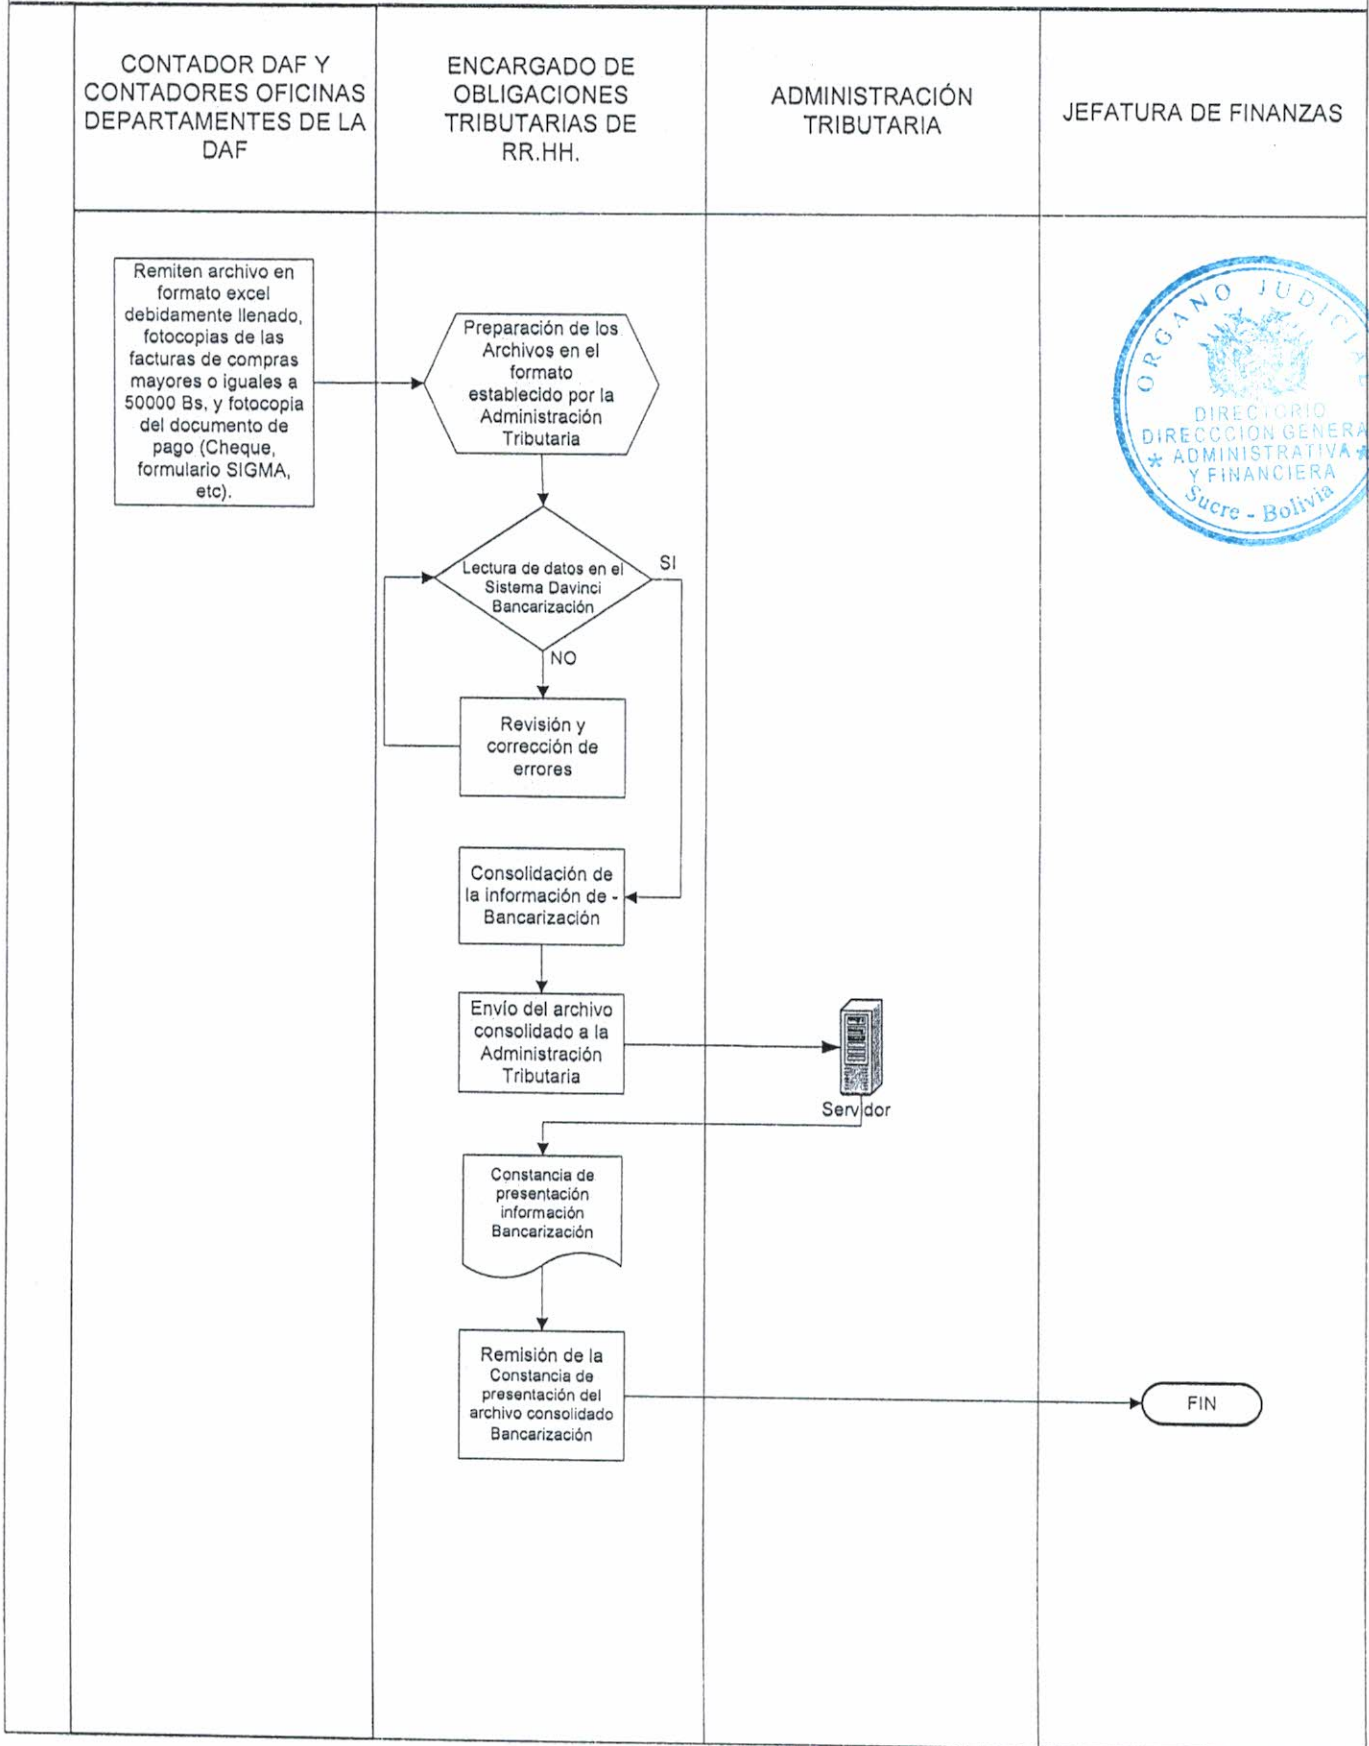 CONTADOR DAF Y
CONTADORES OFICINAS
DEPARTAMENTES DE LA
DAF
ENCARGADO DE
OBLIGACIONES
TRIBUTARIAS DE
RR.HH.
ADMINISTRACIÓN
TRIBUTARIA
JEFATURA DE FINANZAS
Remiten archivo en
formato excel
debidamente llenado,
fotocopias de las
facturas de compras
mayores o iguales a
50000 Bs, y fotocopia
del documento de
pago (Cheque,
formulario SIGMA,
etc).
Preparación de los
Archivos en el
formato
establecido por la
Administración
Tributaria
ORGANO JUDICIAL
DIRECTORIO
DIRECCCION GENERA
* ADMINISTRATIVA *
Y FINANCIERA
Sucre - Bolivia
Lectura de datos en el
Sistema Davinci
Bancarización
SI
NO
Revisión y
corrección de
errores
Consolidación de
la información de -
Bancarización
Envío del archivo
consolidado a la
Administración
Tributaria
Servidor
Constancia de
presentación
información
Bancarización
Remisión de la
Constancia de
presentación del
archivo consolidado
Bancarización
FIN